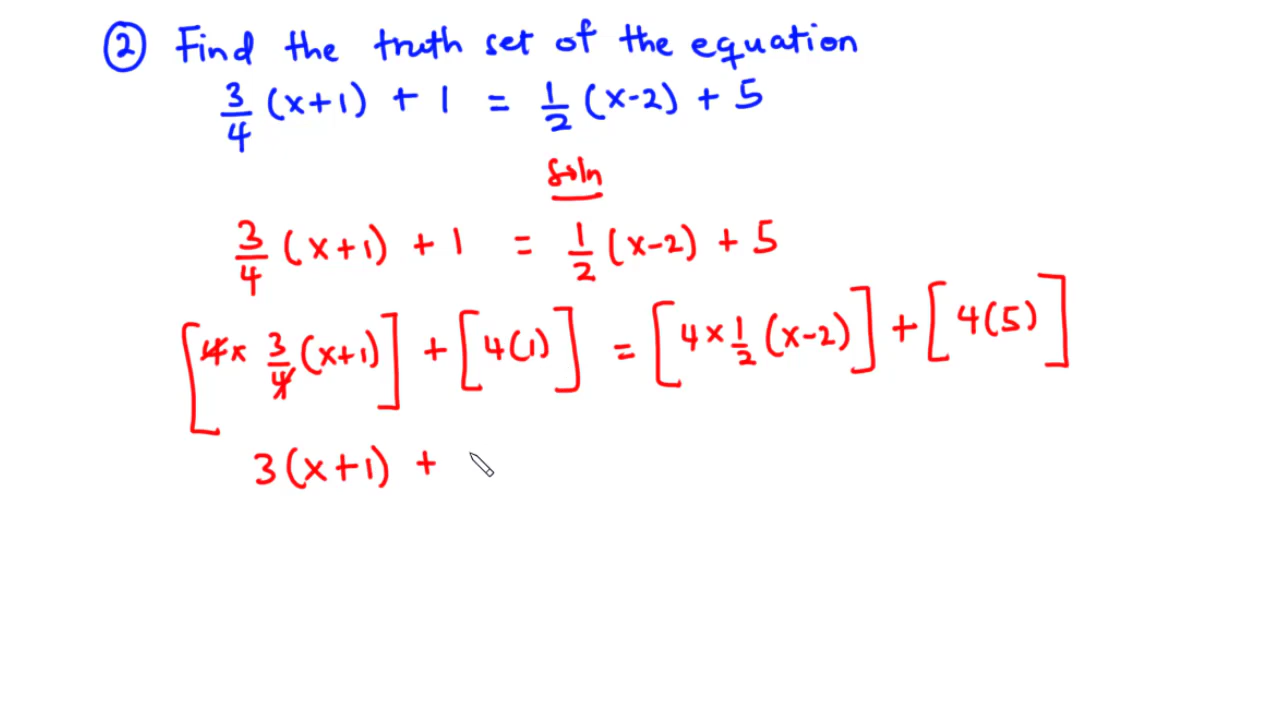 ② Find the truth set of the equation
3/4 (x+1) + 1 = 1/2 (x-2) + 5
Soln
3/4 (x+1) + 1 = 1/2 (x-2) + 5
[4× 3/4 (x+1)] + [4(1)] = [4×1/2 (x-2)] + [4(5)]
3(x+1) +